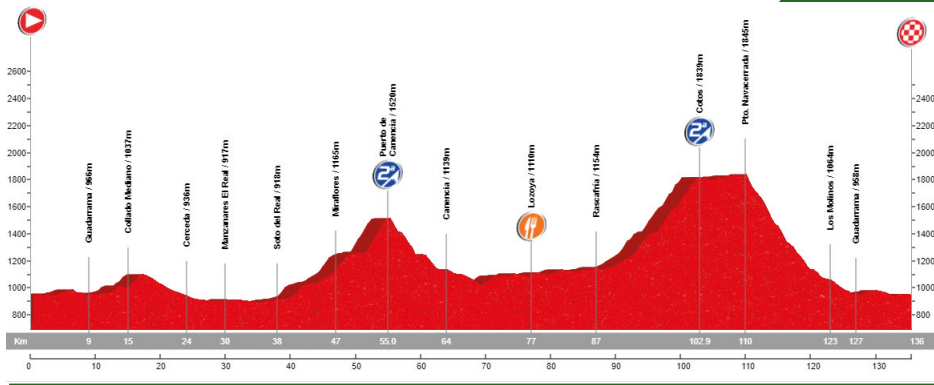 2600
2400
2200
2000
1800
1600
1400
1200
1000
800
2400
2200
2000
1800
1600
1400
1200
1000
800
Guadarrama / 966m
Collado Mediano / 1037m
Cerceda / 936m
Manzanares El Real / 917m
Soto del Real / 918m
Miraflores / 1165m
Puerto de
Canencia / 1520m
2ª
Canencia / 1139m
Lozoya / 1110m
Rascafría / 1154m
Cotos / 1839m
2ª
Pto. Navacerrada / 1845m
Los Molinos / 1064m
Guadarrama / 958m
Km 9 15 24 30 38 47 55.0 64 77 87 102.9 110 123 127 136
0 10 20 30 40 50 60 70 80 90 100 110 120 130